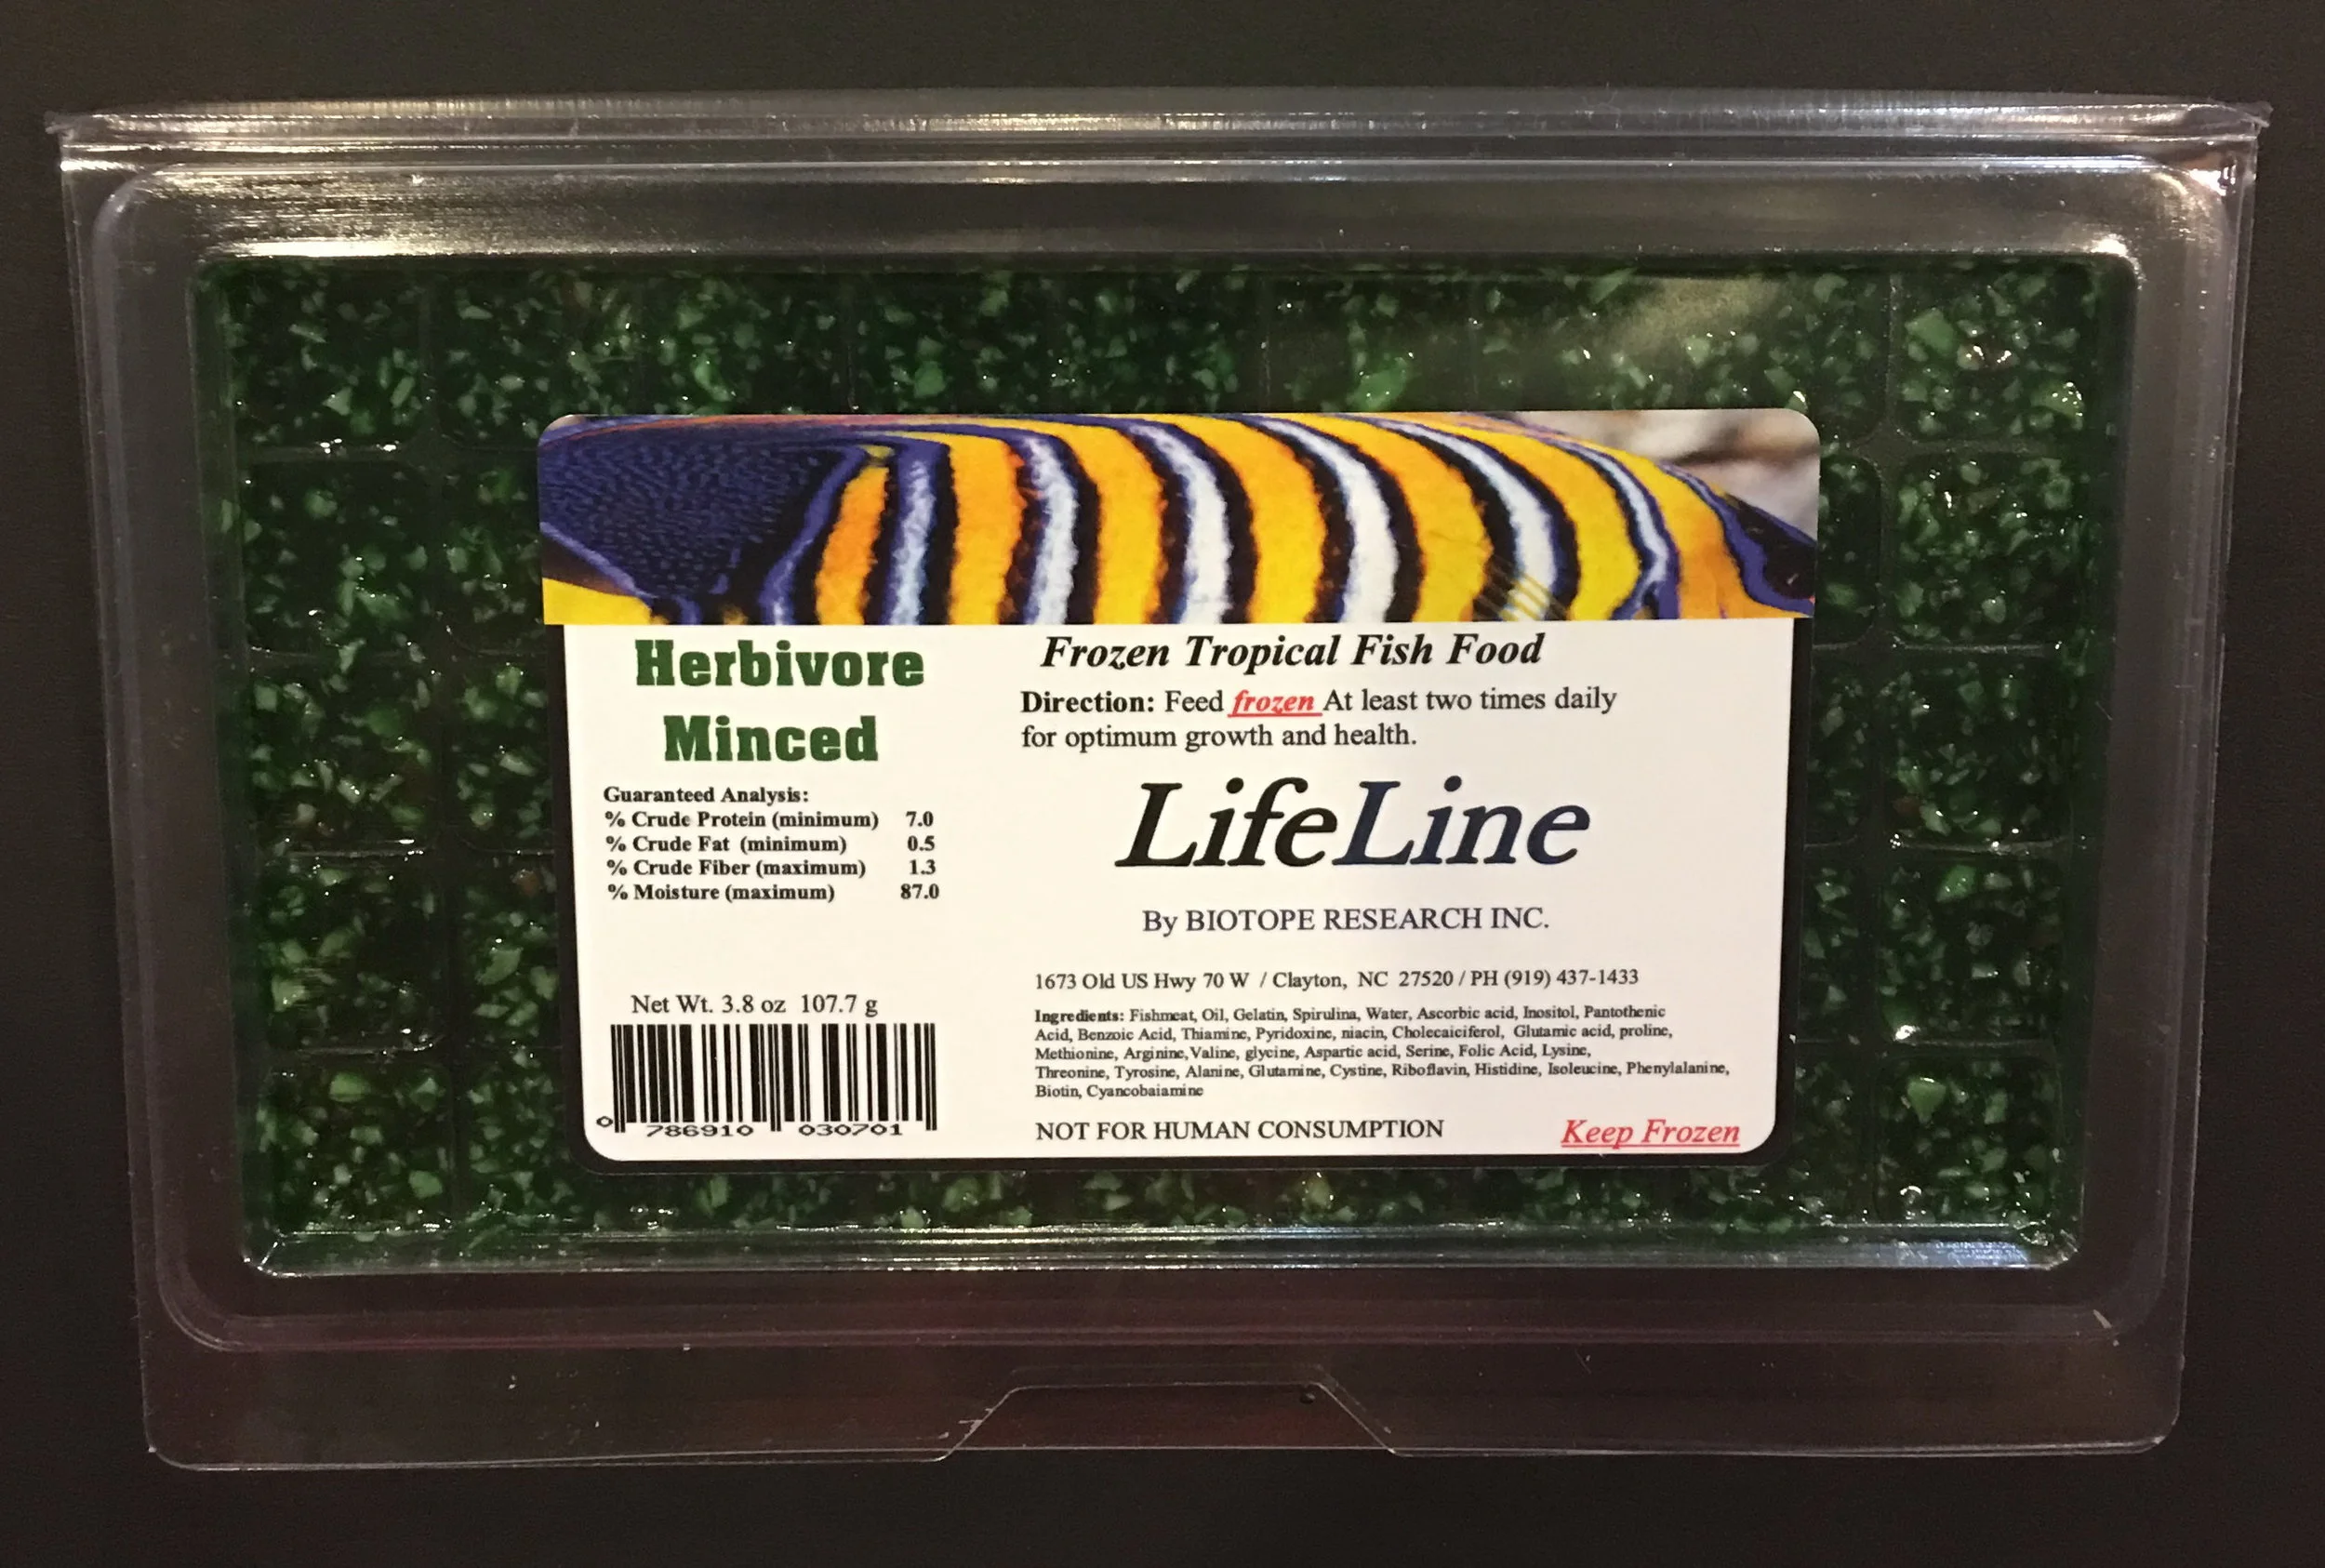 Herbivore
Minced
Guaranteed Analysis:
% Crude Protein (minimum) 7.0
% Crude Fat (minimum) 0.5
% Crude Fiber (maximum) 1.3
% Moisture (maximum) 87.0
Net Wt. 3.8 oz 107.7 g
0 786910 030701
Frozen Tropical Fish Food
Direction: Feed frozen At least two times daily
for optimum growth and health.
LifeLine
By BIOTOPE RESEARCH INC.
1673 Old US Hwy 70 W / Clayton, NC 27520 / PH (919) 437-1433
Ingredients: Fishmeat, Oil, Gelatin, Spirulina, Water, Ascorbic acid, Inositol, Pantothenic
Acid, Benzoic Acid, Thiamine, Pyridoxine, niacin, Cholecaiciferol, Glutamic acid, proline,
Methionine, Arginine, Valine, glycine, Aspartic acid, Serine, Folic Acid, Lysine,
Threonine, Tyrosine, Alanine, Glutamine, Cystine, Riboflavin, Histidine, Isoleucine, Phenylalanine,
Biotin, Cyancobaiamine
NOT FOR HUMAN CONSUMPTION
Keep Frozen